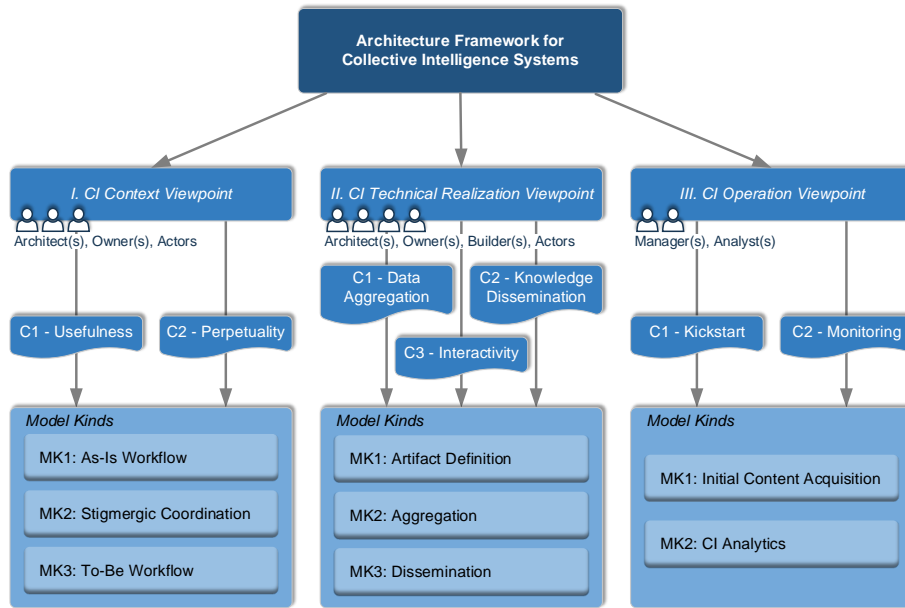 Architecture Framework for
Collective Intelligence Systems
I. CI Context Viewpoint
Architect(s), Owner(s), Actors
C1 - Usefulness
C2 - Perpetuality
Model Kinds
MK1: As-Is Workflow
MK2: Stigmergic Coordination
MK3: To-Be Workflow
II. CI Technical Realization Viewpoint
Architect(s), Owner(s), Builder(s), Actors
C1 - Data
Aggregation
C2 - Knowledge
Dissemination
C3 - Interactivity
Model Kinds
MK1: Artifact Definition
MK2: Aggregation
MK3: Dissemination
III. CI Operation Viewpoint
Manager(s), Analyst(s)
C1 - Kickstart
C2 - Monitoring
Model Kinds
MK1: Initial Content Acquisition
MK2: CI Analytics